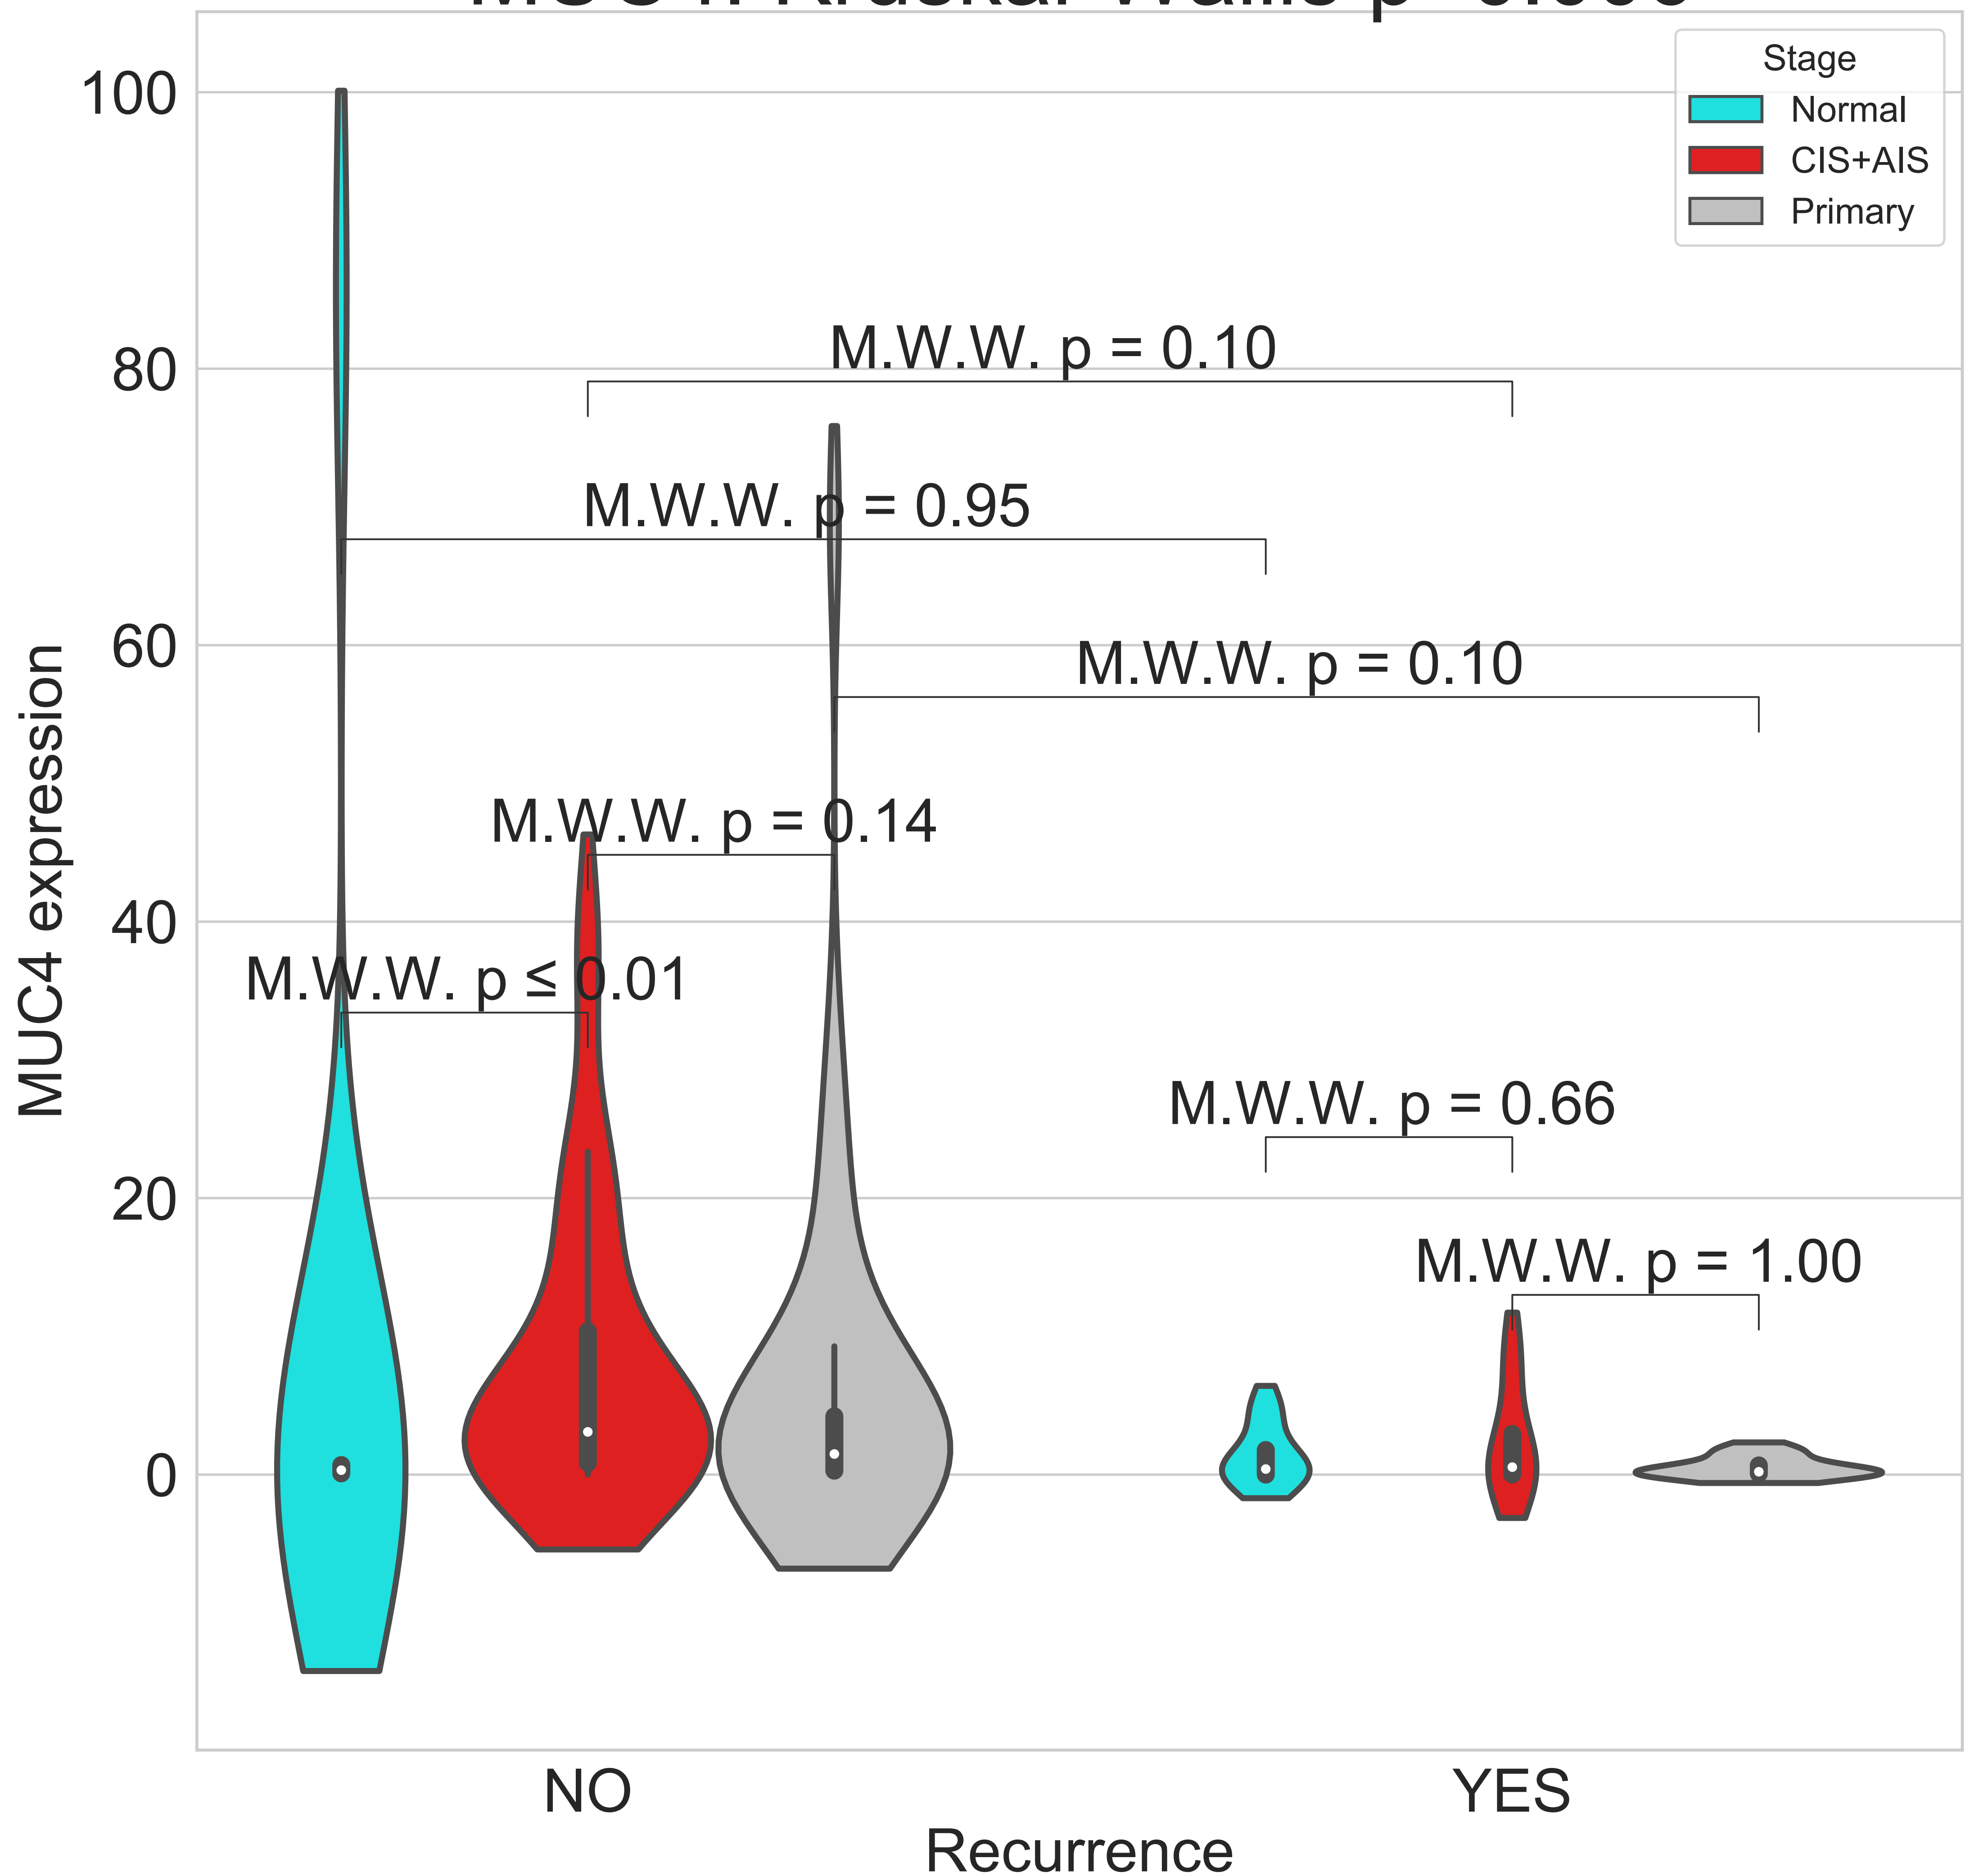 Stage
Normal
CIS+AIS
Primary
100
80
60
40
20
0
MUC4 expression
M.W.W. p = 0.10
M.W.W. p = 0.95
M.W.W. p = 0.10
M.W.W. p = 0.14
M.W.W. p ≤ 0.01
M.W.W. p = 0.66
M.W.W. p = 1.00
NO
YES
Recurrence